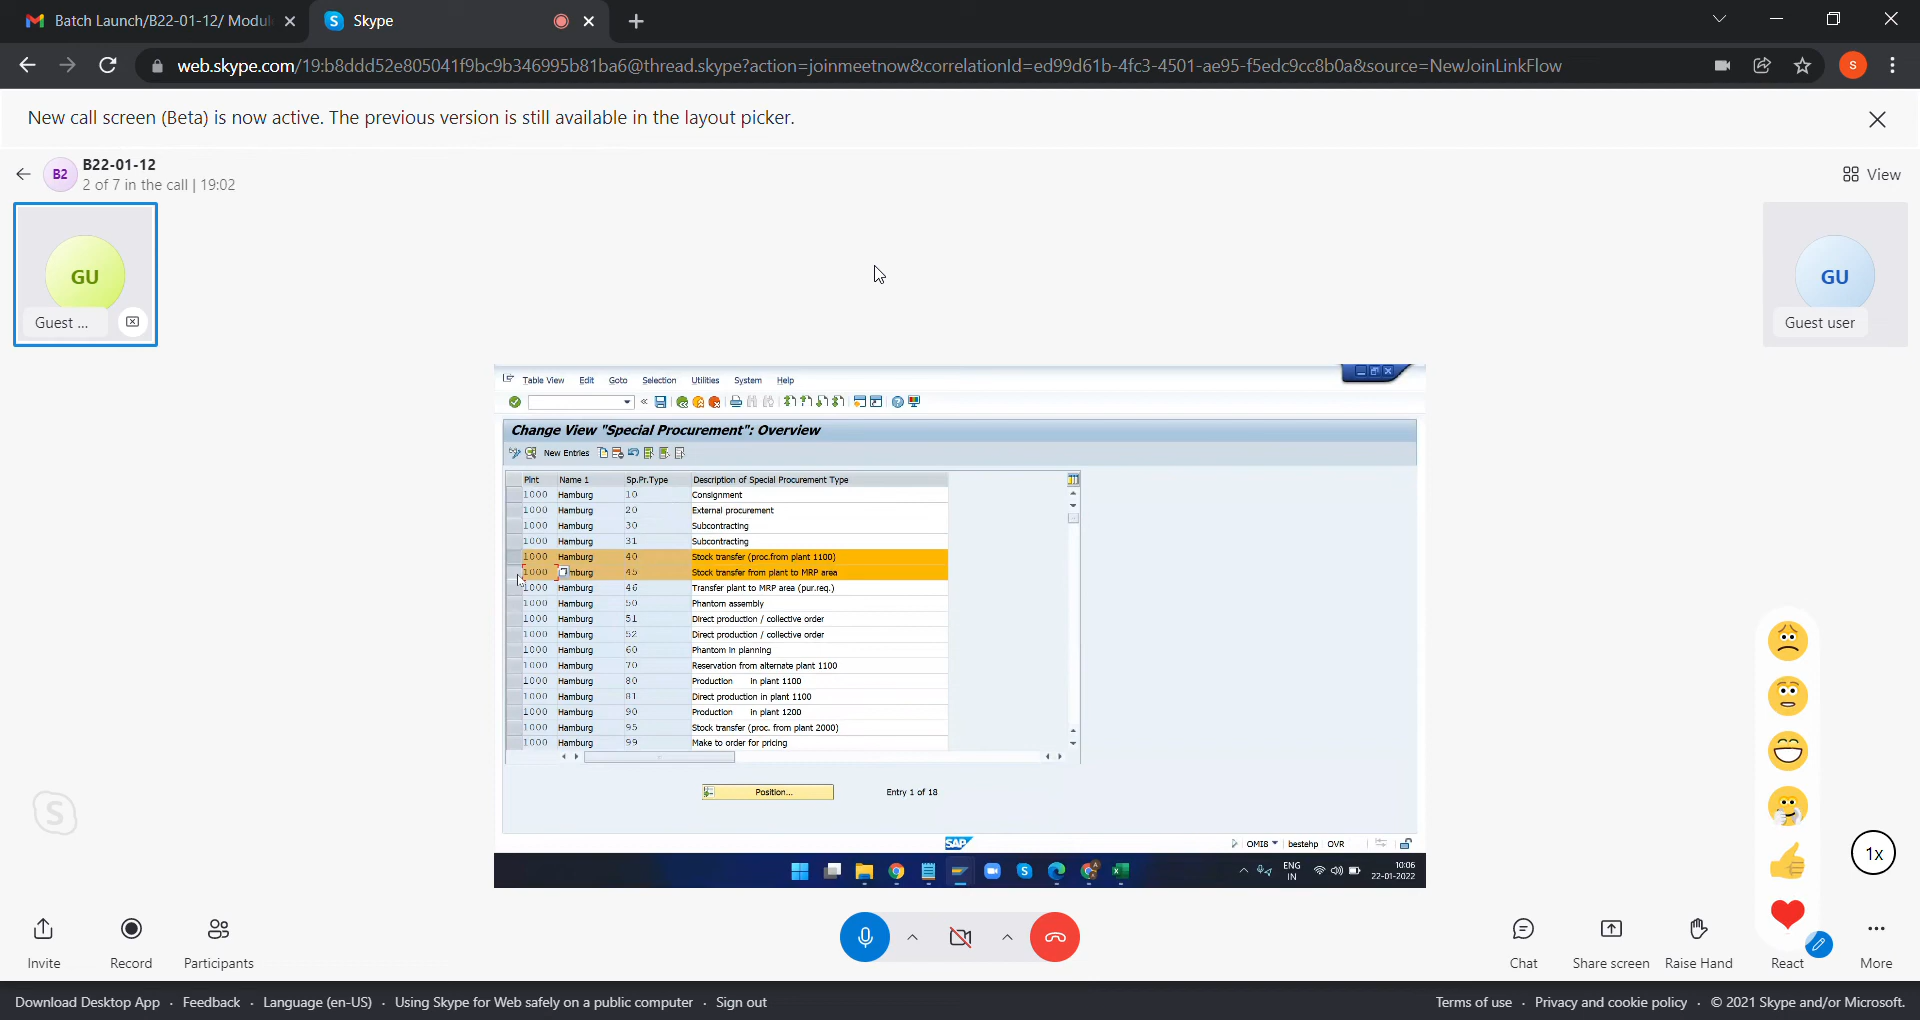 Batch Launch/B22-01-12/ Modul
Skype
web.skype.com/19:b8ddd52e805041f9bc9b346995b81ba6@thread.skype?action=joinmeetnow&correlationId=ed99d61b-4fc3-4501-ae95-f5edc9cc8b0a&source=NewJoinLinkFlow
S
New call screen (Beta) is now active. The previous version is still available in the layout picker.
B2
B22-01-12
2 of 7 in the call | 19:02
View
GU
Guest ...
GU
Guest user
Table View Edit Goto Selection Utilities System Help
Change View "Special Procurement": Overview
New Entries
Plnt Name 1 Sp.Pr.Type Description of Special Procurement Type
1000 Hamburg 10 Consignment
1000 Hamburg 20 External procurement
1000 Hamburg 30 Subcontracting
1000 Hamburg 31 Subcontracting
1000 Hamburg 40 Stock transfer (proc.from plant 1100)
1000 mburg 45 Stock transfer from plant to MRP area
1000 Hamburg 46 Transfer plant to MRP area (pur.req.)
1000 Hamburg 50 Phantom assembly
1000 Hamburg 51 Direct production / collective order
1000 Hamburg 52 Direct production / collective order
1000 Hamburg 60 Phantom in planning
1000 Hamburg 70 Reservation from alternate plant 1100
1000 Hamburg 80 Production in plant 1100
1000 Hamburg 81 Direct production in plant 1100
1000 Hamburg 90 Production in plant 1200
1000 Hamburg 95 Stock transfer (proc. from plant 2000)
1000 Hamburg 99 Make to order for pricing
Position... Entry 1 of 18
SAP
OMIB bestehp OVR
ENG
IN
10:06
22-01-2022
1x
Invite
Record
Participants
Chat
Share screen
Raise Hand
React
More
Download Desktop App · Feedback · Language (en-US) · Using Skype for Web safely on a public computer · Sign out
Terms of use · Privacy and cookie policy · © 2021 Skype and/or Microsoft.